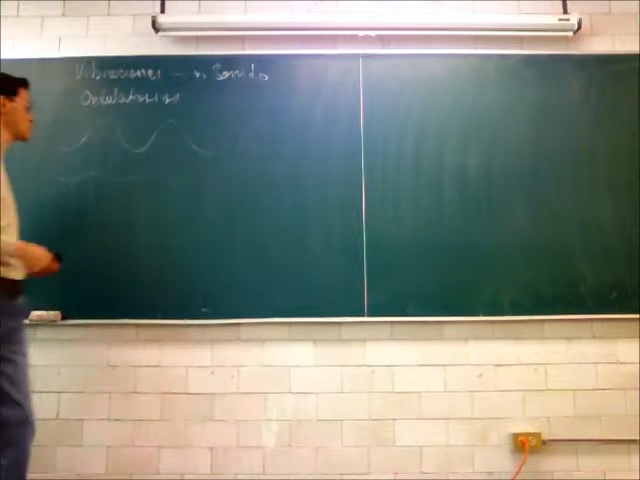 Vibraciones → Sonido
Ondulatorias